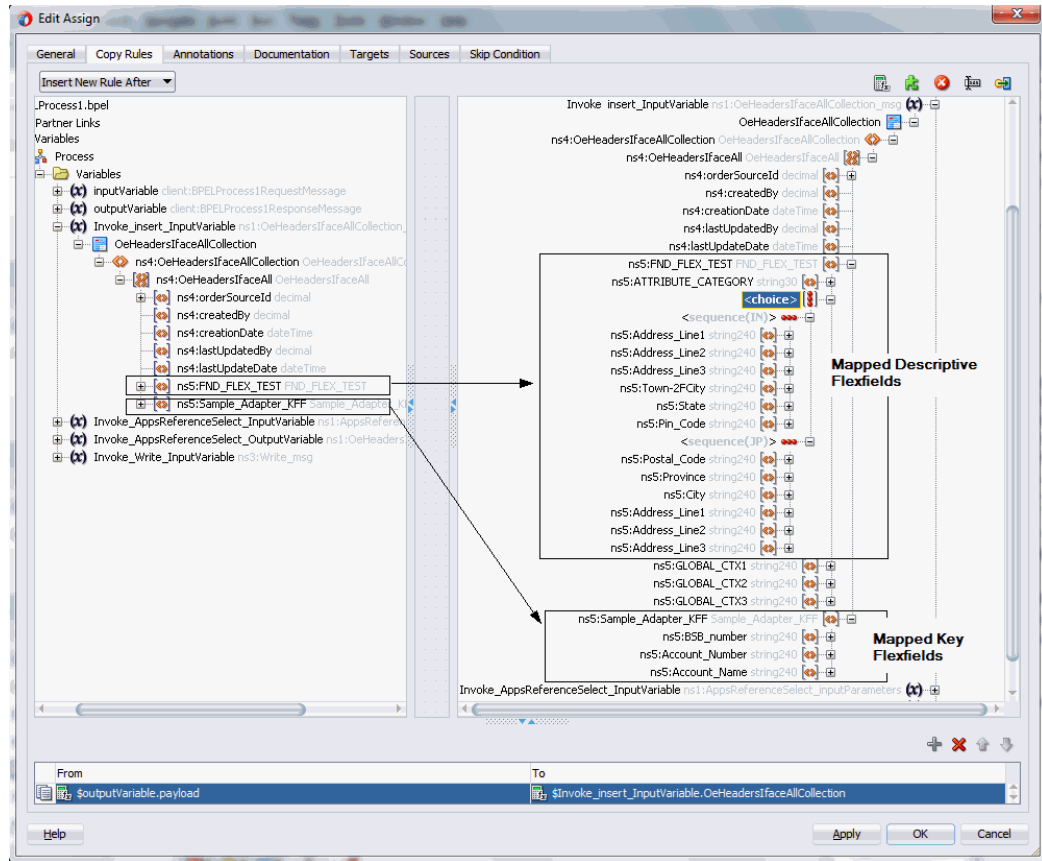 Edit Assign
General Copy Rules Annotations Documentation Targets Sources Skip Condition
Insert New Rule After
.Process1.bpel
Partner Links
Variables
Process
Variables
inputVariable client:BPELProcess1RequestMessage
outputVariable client:BPELProcess1ResponseMessage
Invoke_insert_InputVariable ns1:OeHeadersIfaceAllCollection_
OeHeadersIfaceAllCollection
ns4:OeHeadersIfaceAllCollection OeHeadersIfaceAllCo
ns4:OeHeadersIfaceAll OeHeadersIfaceAll
ns4:orderSourceId decimal
ns4:createdBy decimal
ns4:creationDate dateTime
ns4:lastUpdatedBy decimal
ns4:lastUpdateDate dateTime
ns5:FND_FLEX_TEST FND_FLEX_TEST
ns5:Sample_Adapter_KFF Sample_Adapter_K
Invoke_AppsReferenceSelect_InputVariable ns1:AppsReferen
Invoke_AppsReferenceSelect_OutputVariable ns1:OeHeaders
Invoke_Write_InputVariable ns3:Write_msg
Invoke insert_InputVariable ns1:OeHeadersIfaceAllCollection_msg
OeHeadersIfaceAllCollection
ns4:OeHeadersIfaceAllCollection OeHeadersIfaceAllCollection
ns4:OeHeadersIfaceAll OeHeadersIfaceAll
ns4:orderSourceId decimal
ns4:createdBy decimal
ns4:creationDate dateTime
ns4:lastUpdatedBy decimal
ns4:lastUpdateDate dateTime
ns5:FND_FLEX_TEST FND_FLEX_TEST
ns5:ATTRIBUTE_CATEGORY string30
<choice>
<sequence(IN)>
ns5:Address_Line1 string240
ns5:Address_Line2 string240
ns5:Address_Line3 string240
ns5:Town-2FCity string240
ns5:State string240
ns5:Pin_Code string240
<sequence(JP)>
ns5:Postal_Code string240
ns5:Province string240
ns5:City string240
ns5:Address_Line1 string240
ns5:Address_Line2 string240
ns5:Address_Line3 string240
Mapped Descriptive
Flexfields
ns5:GLOBAL_CTX1 string240
ns5:GLOBAL_CTX2 string240
ns5:GLOBAL_CTX3 string240
ns5:Sample_Adapter_KFF Sample_Adapter_KFF
ns5:BSB_number string240
ns5:Account_Number string240
ns5:Account_Name string240
Mapped Key
Flexfields
Invoke_AppsReferenceSelect_InputVariable ns1:AppsReferenceSelect_inputParameters
From To
$outputVariable.payload $Invoke_insert_InputVariable.OeHeadersIfaceAllCollection
Help Apply OK Cancel